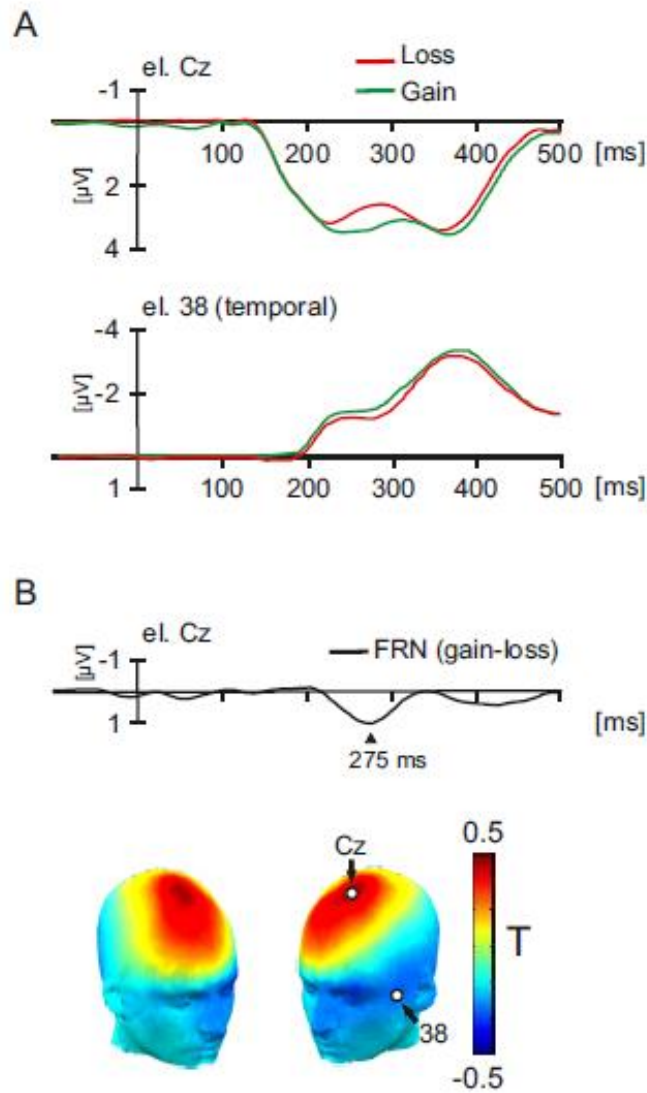 A
el. Cz
Loss
Gain
-1
2
4
[µV]
100 200 300 400 500 [ms]
el. 38 (temporal)
-4
-2
1
[µV]
100 200 300 400 500 [ms]
B
el. Cz
FRN (gain-loss)
-1
1
[µV]
[ms]
275 ms
Cz
38
0.5
T
-0.5